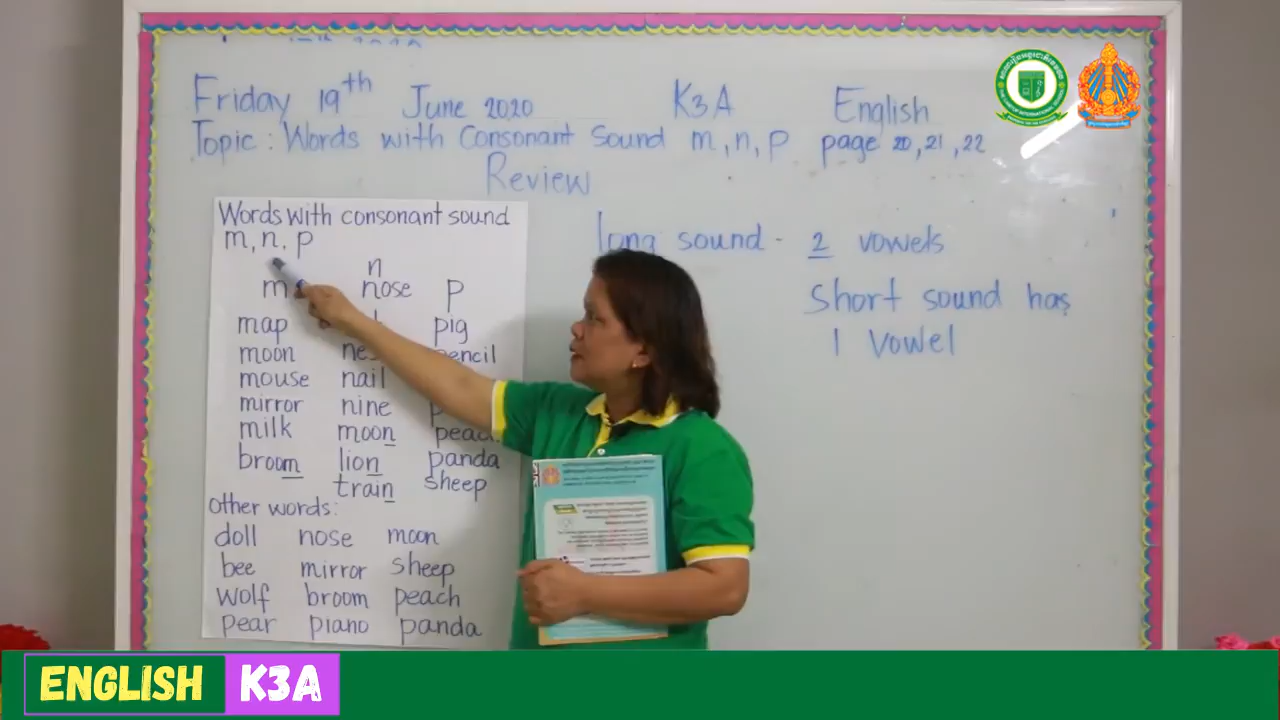 Friday 19th June 2020 K3A English
Topic : Words with Consonant Sound m, n, p page 20, 21, 22
Review
Words with consonant sound
m, n, p
long sound - 2 vowels
Short sound has
1 vowel
n
m nose p
map pig
moon pencil
mouse nail
mirror nine
milk moon peach
broom lion panda
train sheep
Other words:
doll nose moon
bee mirror sheep
wolf broom peach
pear piano panda
ENGLISH K3A